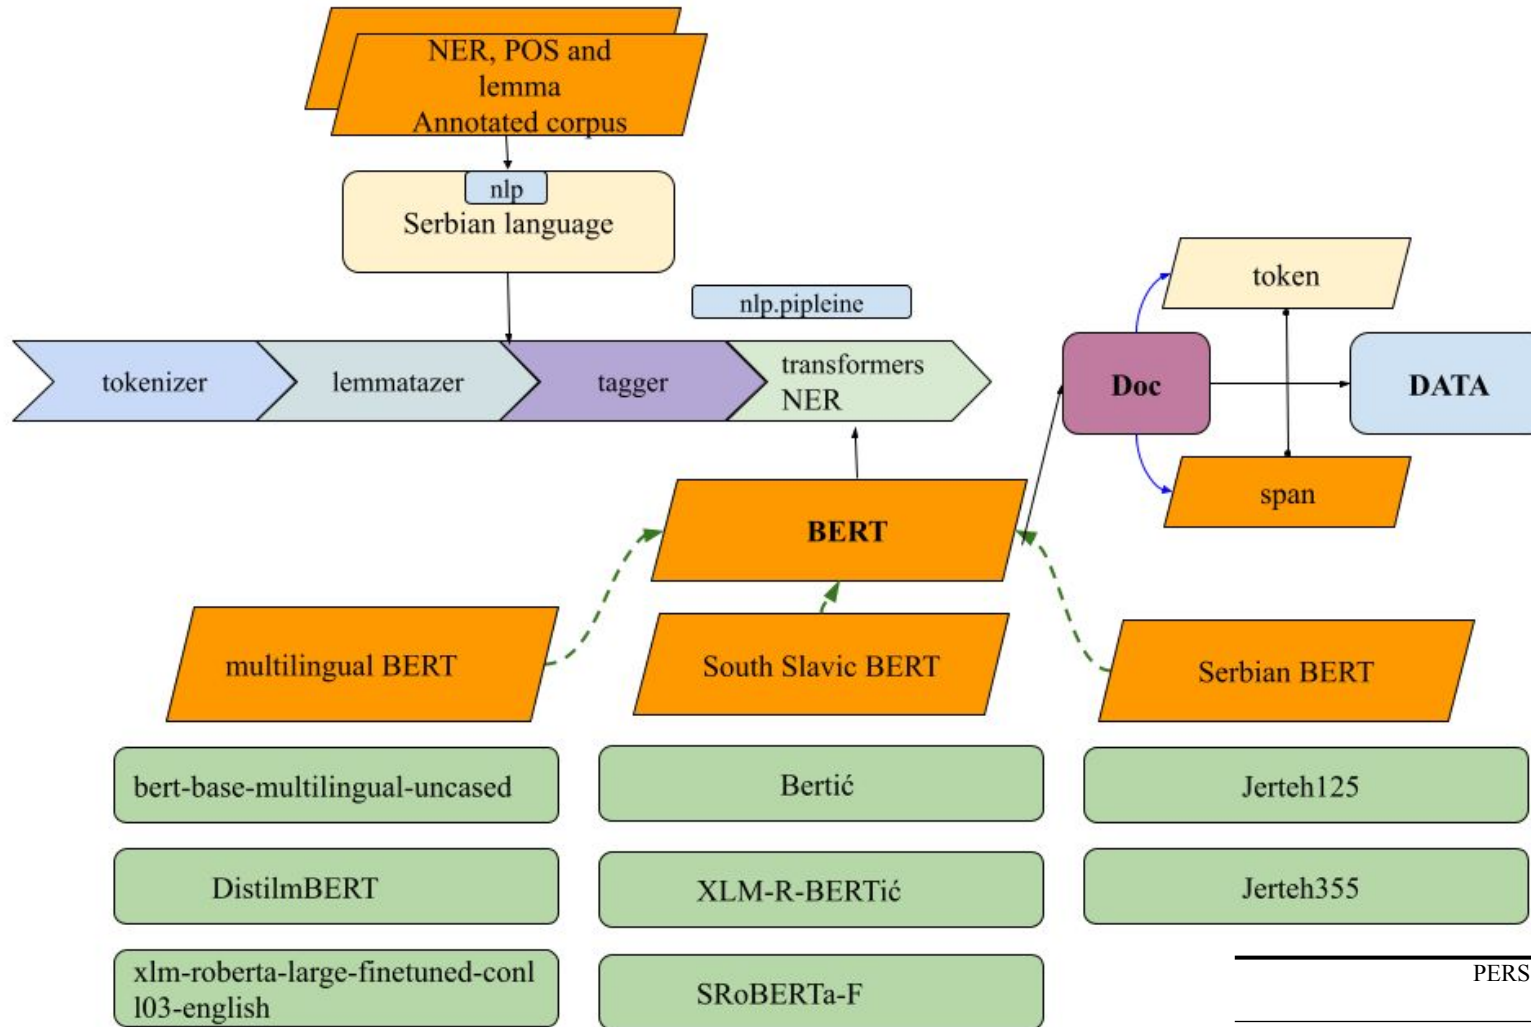 NER, POS and
lemma
Annotated corpus
nlp
Serbian language
nlp.pipleine
tokenizer
lemmatazer
tagger
transformers
NER
token
Doc
DATA
span
BERT
multilingual BERT
South Slavic BERT
Serbian BERT
bert-base-multilingual-uncased
Bertić
Jerteh125
DistilmBERT
XLM-R-BERTić
Jerteh355
xlm-roberta-large-finetuned-conl
l03-english
SRoBERTa-F
PERS